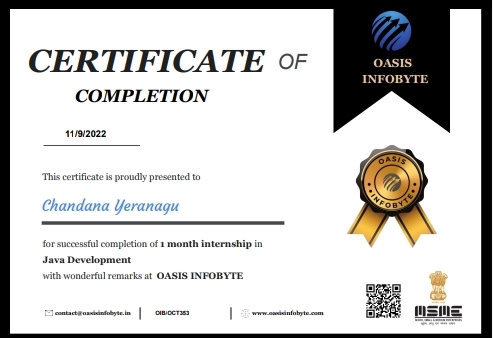 CERTIFICATE OF
COMPLETION
11/9/2022
This certificate is proudly presented to
Chandana Yeranagu
for successful completion of 1 month internship in
Java Development
with wonderful remarks at OASIS INFOBYTE
contact@oasisinfobyte.in | OIB/OCT353 www.oasisinfobyte.com
OASIS
INFOBYTE
OASIS
INFOBYTE
MSME